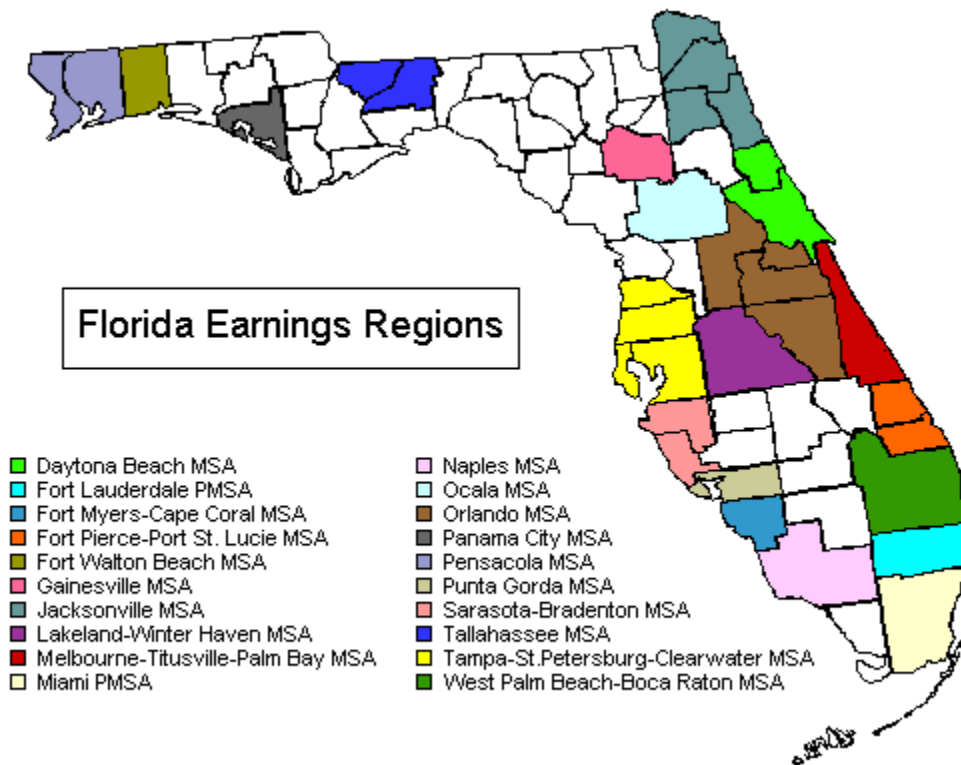 Florida Earnings Regions
Daytona Beach MSA
Fort Lauderdale PMSA
Fort Myers-Cape Coral MSA
Fort Pierce-Port St. Lucie MSA
Fort Walton Beach MSA
Gainesville MSA
Jacksonville MSA
Lakeland-Winter Haven MSA
Melbourne-Titusville-Palm Bay MSA
Miami PMSA
Naples MSA
Ocala MSA
Orlando MSA
Panama City MSA
Pensacola MSA
Punta Gorda MSA
Sarasota-Bradenton MSA
Tallahassee MSA
Tampa-St.Petersburg-Clearwater MSA
West Palm Beach-Boca Raton MSA